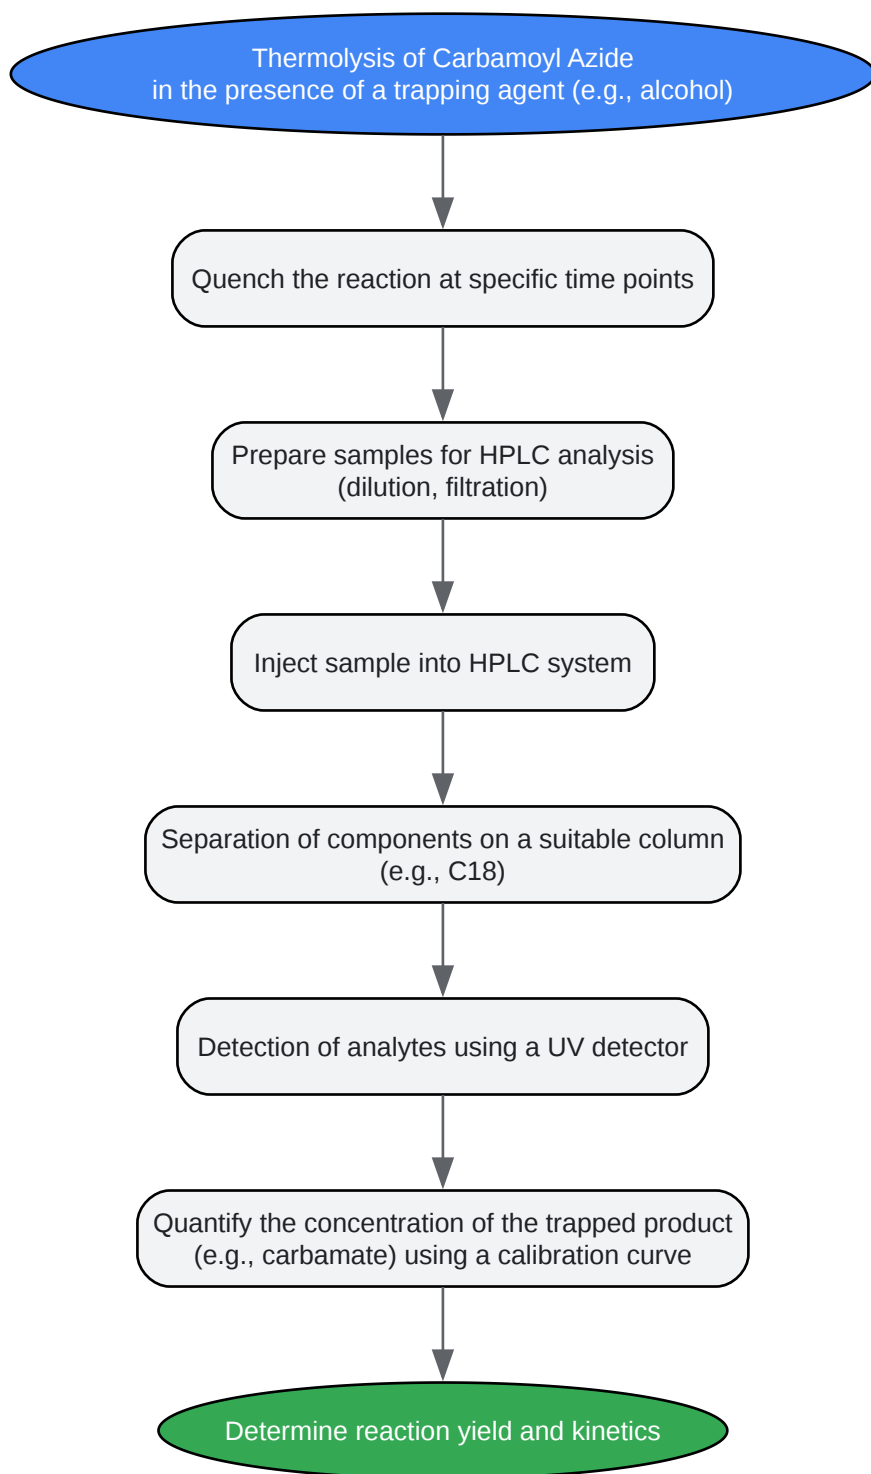 Thermolysis of Carbamoyl Azide
in the presence of a trapping agent (e.g., alcohol)
Quench the reaction at specific time points
Prepare samples for HPLC analysis
(dilution, filtration)
Inject sample into HPLC system
Separation of components on a suitable column
(e.g., C18)
Detection of analytes using a UV detector
Quantify the concentration of the trapped product
(e.g., carbamate) using a calibration curve
Determine reaction yield and kinetics